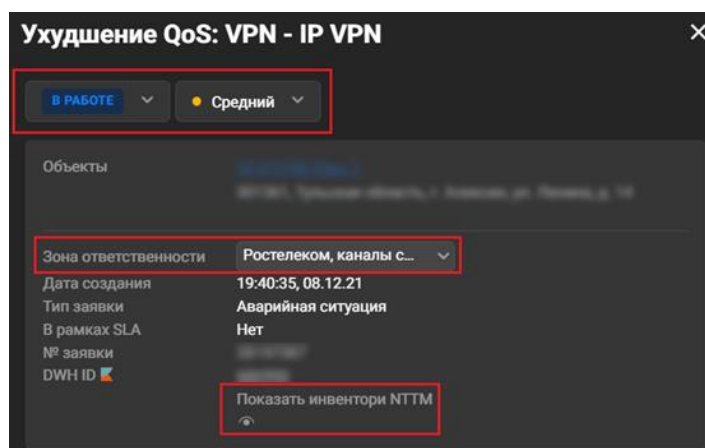 Ухудшение QoS: VPN - IP VPN
В РАБОТЕ Средний
Объекты
Зона ответственности Ростелеком, каналы с...
Дата создания 19:40:35, 08.12.21
Тип заявки Аварийная ситуация
В рамках SLA Нет
№ заявки
DWH ID
Показать инвентори NTTM